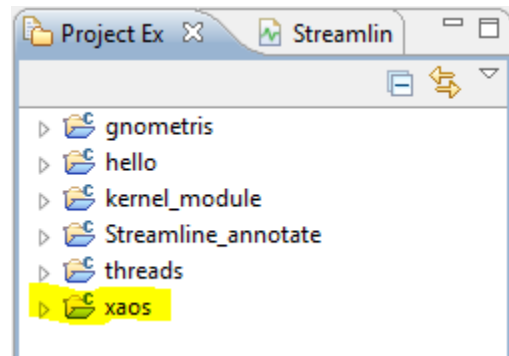 Project Ex Streamlin
gnometris
hello
kernel_module
Streamline_annotate
threads
xaos